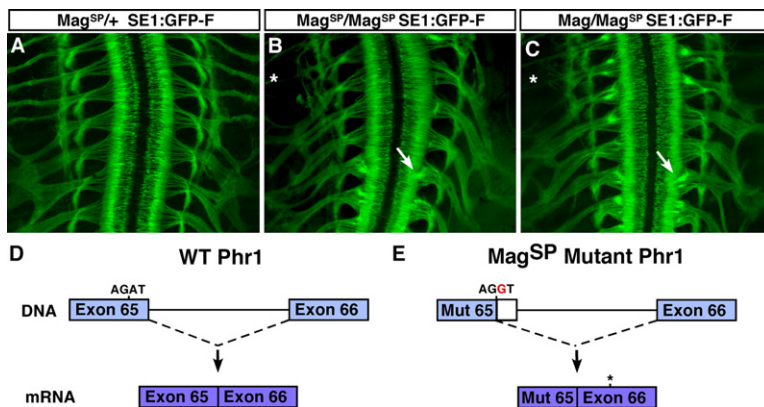 Mag^SP/+ SE1:GFP-F
Mag^SP/Mag^SP SE1:GFP-F
Mag/Mag^SP SE1:GFP-F
A
B
C
*
*
D WT Phr1
E Mag^SP Mutant Phr1
AGAT
AGGT
DNA Exon 65 Exon 66
Mut 65 Exon 66
*
mRNA Exon 65 Exon 66
Mut 65 Exon 66